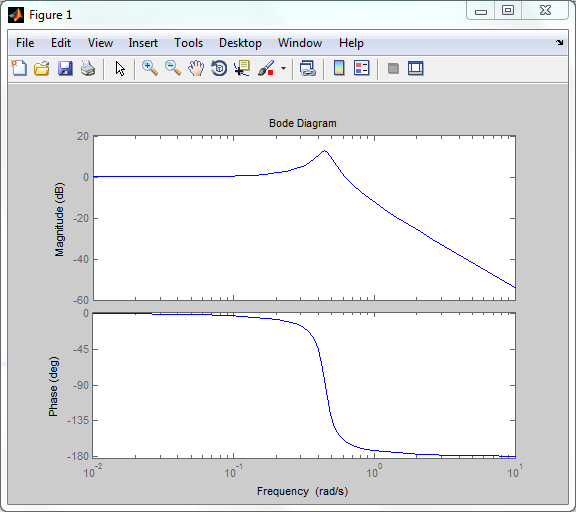 Figure 1
File Edit View Insert Tools Desktop Window Help
Bode Diagram
20
0
-20
-40
-60
Magnitude (dB)
0
-45
-90
-135
-180
Phase (deg)
10^-2 10^-1 10^0 10^1
Frequency (rad/s)